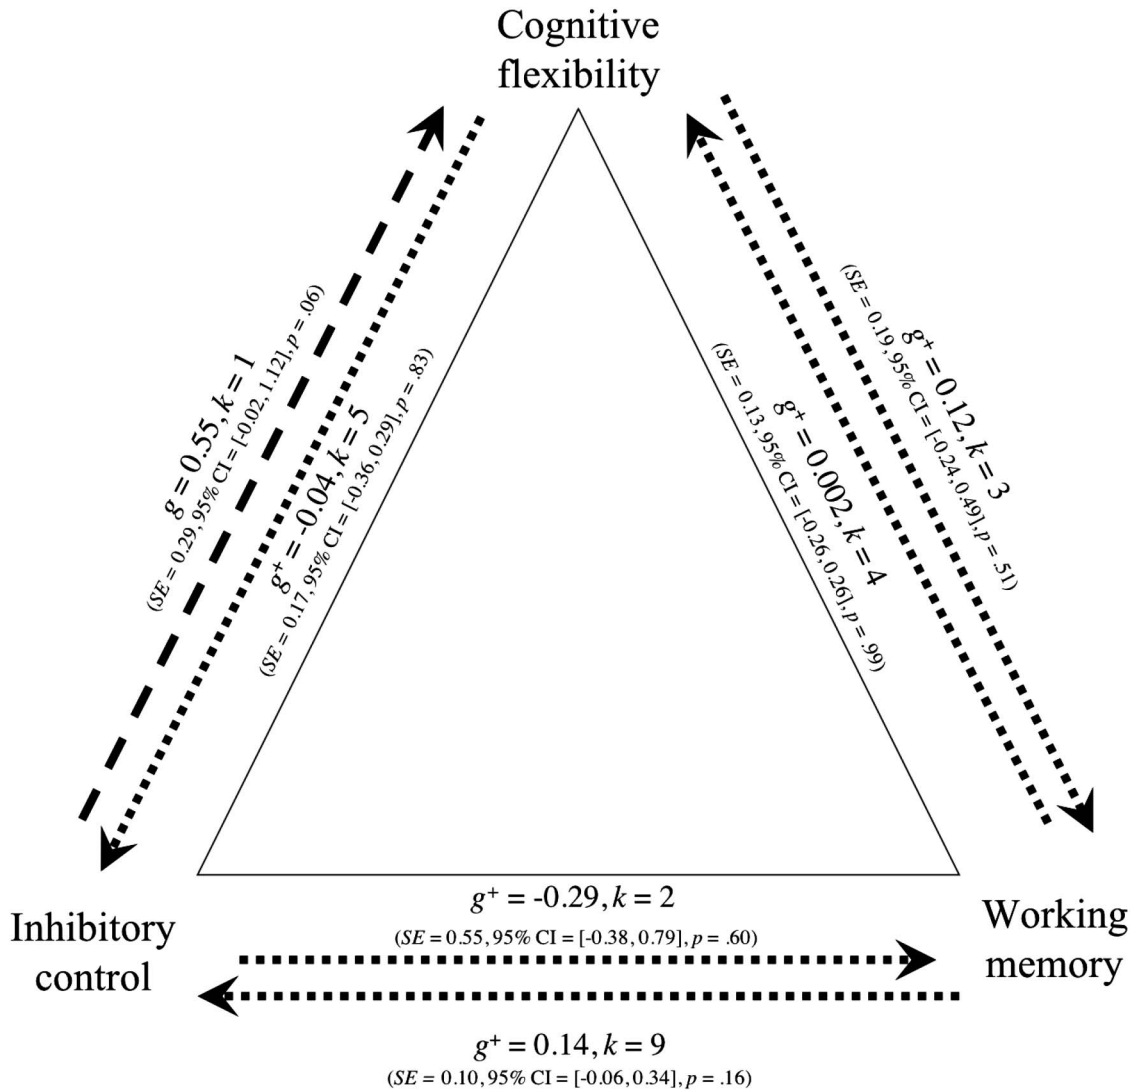 Cognitive
flexibility
g = 0.55, k = 1
(SE = 0.29, 95% CI = [-0.02, 1.12], p = .06)
g⁺ = -0.04, k = 5
(SE = 0.17, 95% CI = [-0.36, 0.29], p = .83)
g⁺ = 0.12, k = 3
(SE = 0.19, 95% CI = [-0.24, 0.49], p = .51)
g⁺ = 0.002, k = 4
(SE = 0.13, 95% CI = [-0.26, 0.26], p = .99)
Inhibitory
control
g⁺ = -0.29, k = 2
(SE = 0.55, 95% CI = [-0.38, 0.79], p = .60)
Working
memory
g⁺ = 0.14, k = 9
(SE = 0.10, 95% CI = [-0.06, 0.34], p = .16)